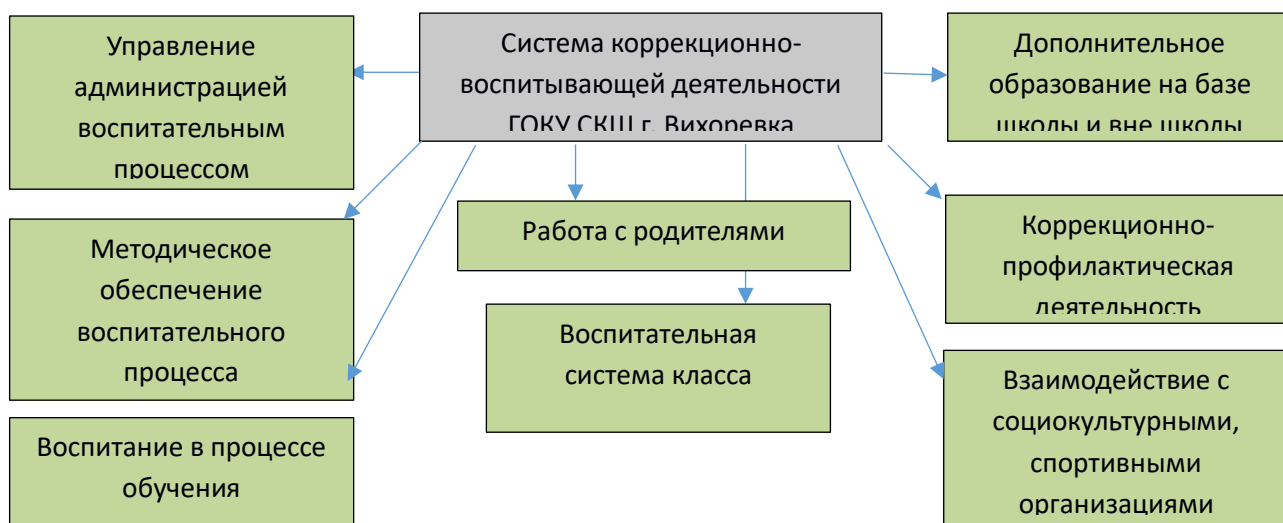 Управление
администрацией
воспитательным
процессом
Система коррекционно-
воспитывающей деятельности
ГОКУ СКШ г. Вихоревка
Дополнительное
образование на базе
школы и вне школы
Методическое
обеспечение
воспитательного
процесса
Работа с родителями
Коррекционно-
профилактическая
деятельность
Воспитательная
система класса
Воспитание в процессе
обучения
Взаимодействие с
социокультурными,
спортивными
организациями